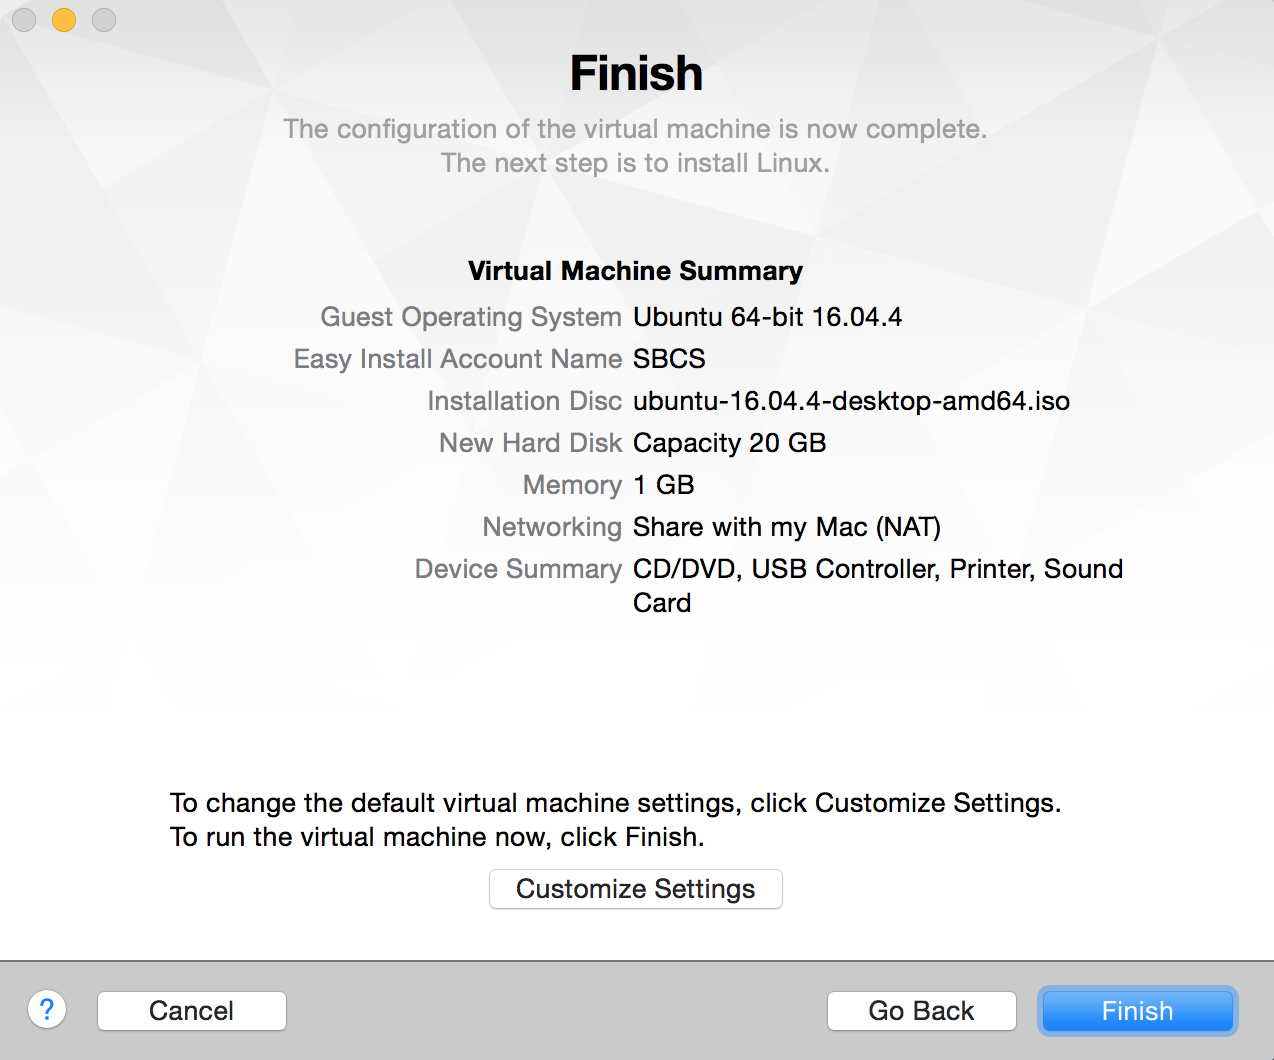 Finish
The configuration of the virtual machine is now complete.
The next step is to install Linux.
Virtual Machine Summary
Guest Operating System Ubuntu 64-bit 16.04.4
Easy Install Account Name SBCS
Installation Disc ubuntu-16.04.4-desktop-amd64.iso
New Hard Disk Capacity 20 GB
Memory 1 GB
Networking Share with my Mac (NAT)
Device Summary CD/DVD, USB Controller, Printer, Sound
Card
To change the default virtual machine settings, click Customize Settings.
To run the virtual machine now, click Finish.
Customize Settings
? Cancel Go Back Finish